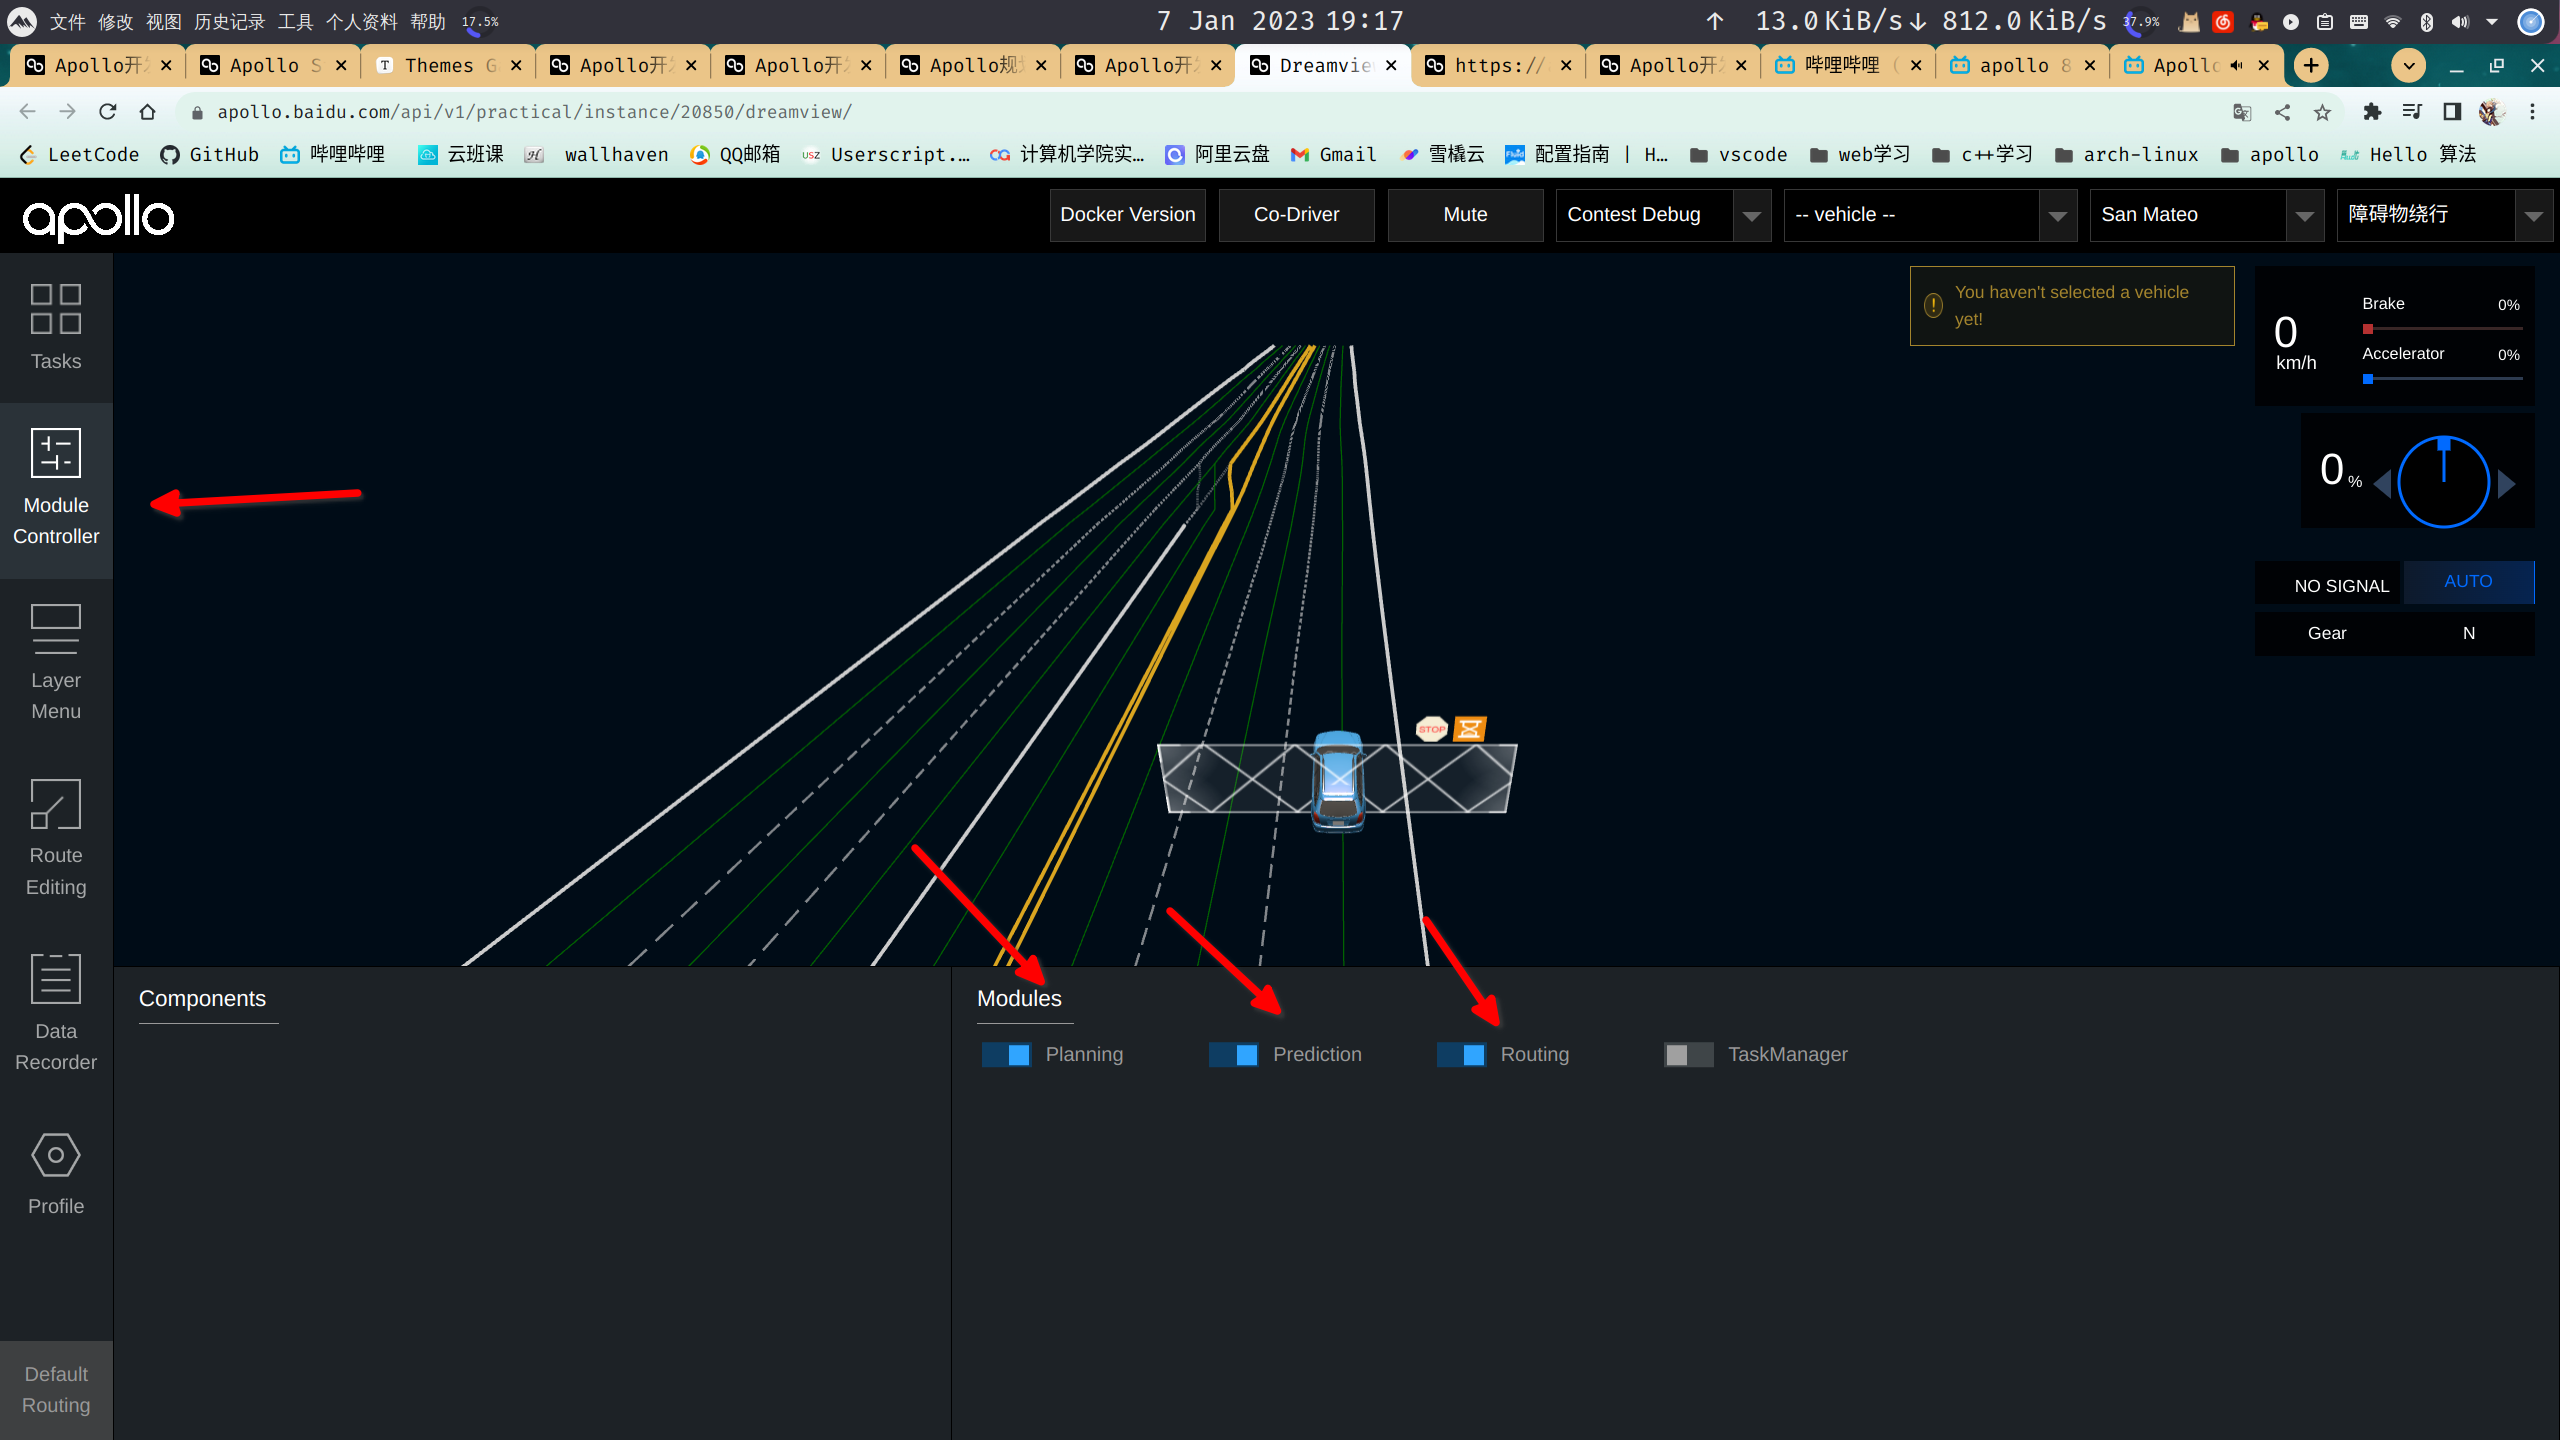 文件 修改 视图 历史记录 工具 个人资料 帮助 17.5%
7 Jan 2023 19:17
↑ 13.0 KiB/s ↓ 812.0 KiB/s 37.9%
Apollo开
Apollo S
Themes G
Apollo开
Apollo开
Apollo规
Apollo开
Dreamvie
https://
Apollo开
哔哩哔哩 (
apollo 8
Apollo
apollo.baidu.com/api/v1/practical/instance/20850/dreamview/
LeetCode GitHub 哔哩哔哩 云班课 wallhaven QQ邮箱 USZ Userscript.… 计算机学院实… 阿里云盘 Gmail 雪橇云 Fluid 配置指南 | H… vscode web学习 c++学习 arch-linux apollo Hello 算法
apollo
Docker Version
Co-Driver
Mute
Contest Debug
-- vehicle --
San Mateo
障碍物绕行
Tasks
Module
Controller
Layer
Menu
Route
Editing
Data
Recorder
Profile
Default
Routing
You haven't selected a vehicle
yet!
0
km/h
Brake 0%
Accelerator 0%
0 %
NO SIGNAL AUTO
Gear N
STOP
Components
Modules
Planning
Prediction
Routing
TaskManager